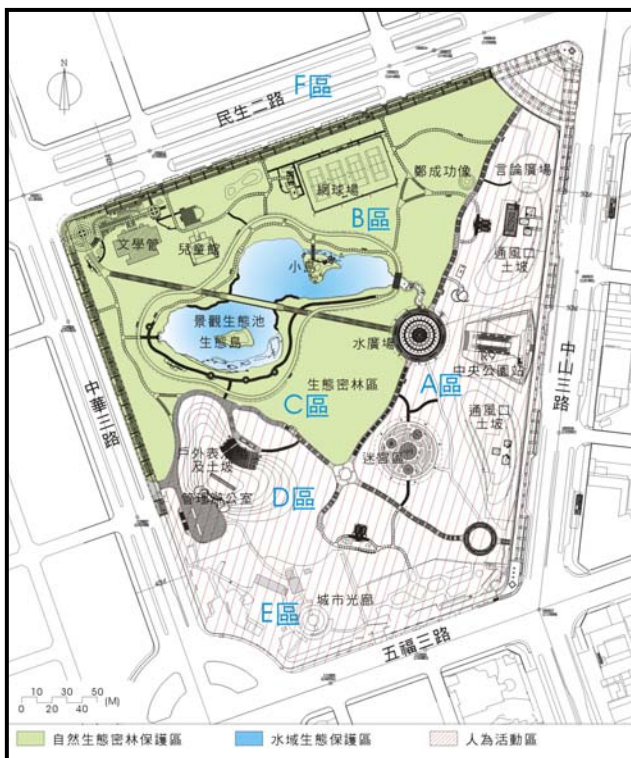 N
F區
民生二路
網球場
鄭成功像
言論廣場
B區
文學館
兒童館
通風口
土坡
小島
景觀生態池
生態島
水廣場
R9
中央公園站
A區
生態密林區
C區
中山三路
中華三路
通風口
土坡
迷宮區
及土坡
D區
管理辦公室
城市光廊
E區
五福三路
10 30 50 (M)
0 20 40
自然生態密林保護區
水域生態保護區
人為活動區